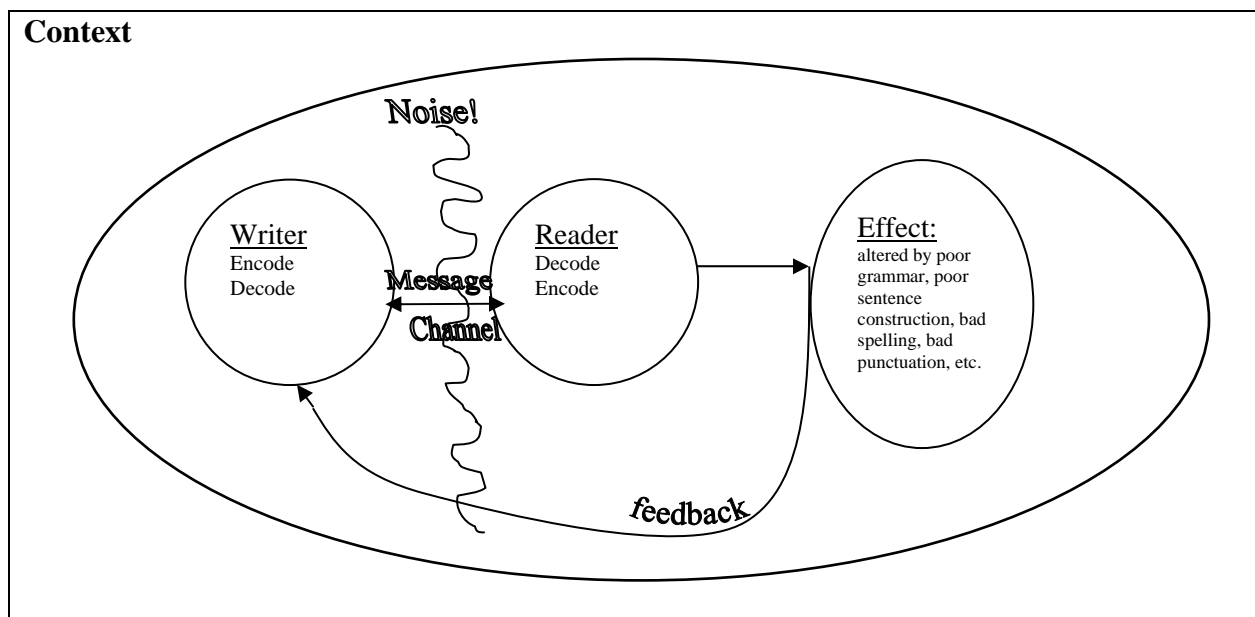 Context
Noise!
Writer
Encode
Decode
Message
Channel
Reader
Decode
Encode
Effect:
altered by poor
grammar, poor
sentence
construction, bad
spelling, bad
punctuation, etc.
feedback